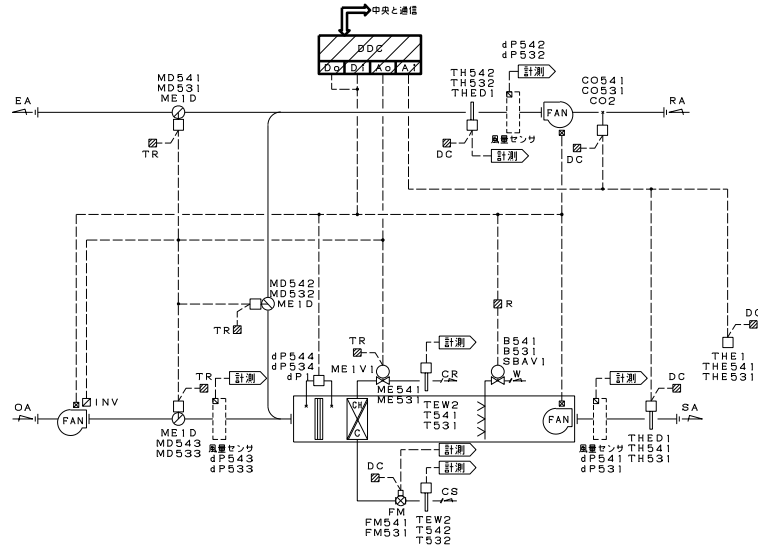 中央と通信
DDC
Do
DI
Ao
AI
dP542
dP532
計測
MD541
MD531
ME1D
TH542
TH532
THED1
CO541
CO531
CO2
EA
FAN
RA
TR
DC
風量センサ
DC
計測
MD542
MD532
ME1D
TR
R
DC
THE1
TH541
THE531
dP544
dP534
dP1
TR
ME1V1
計測
CR
B541
B531
SBAV1
W
INV
TR
計測
計測
DC
ME541
ME531
OA
FAN
CH
C
TEW2
T541
T531
FAN
SA
ME1D
MD543
MD533
風量センサ
dP543
dP533
風量センサ
dP541
dP531
THED1
TH541
TH531
計測
DC
計測
CS
FM
FM541
FM531
TEW2
T542
T532